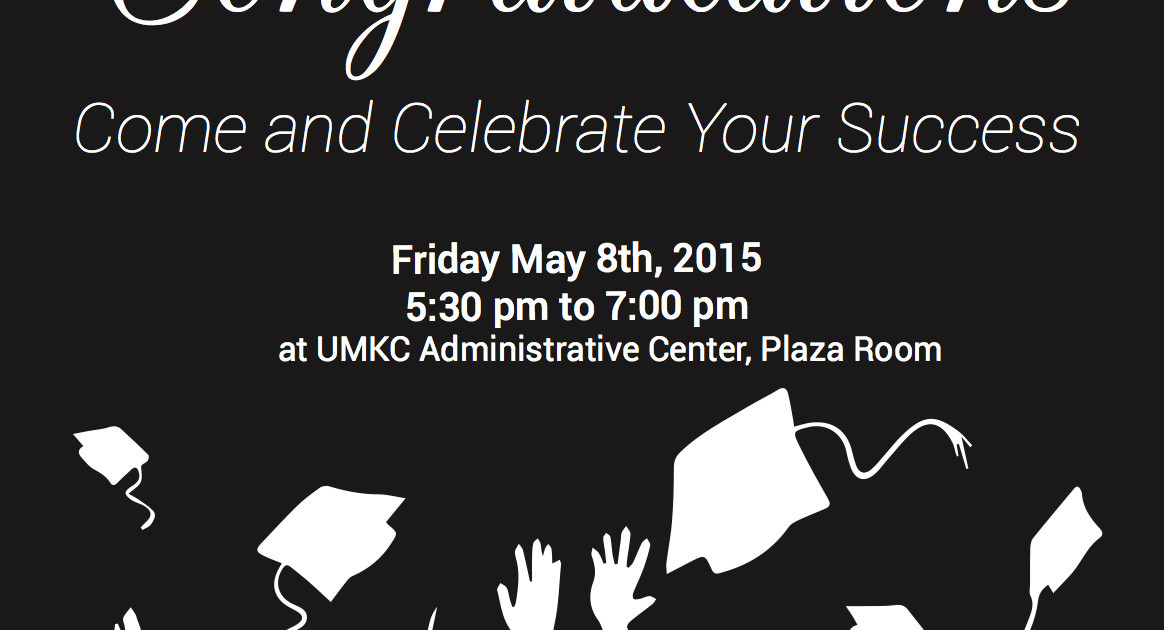 Congratulations
Come and Celebrate Your Success
Friday May 8th, 2015
5:30 pm to 7:00 pm
at UMKC Administrative Center, Plaza Room